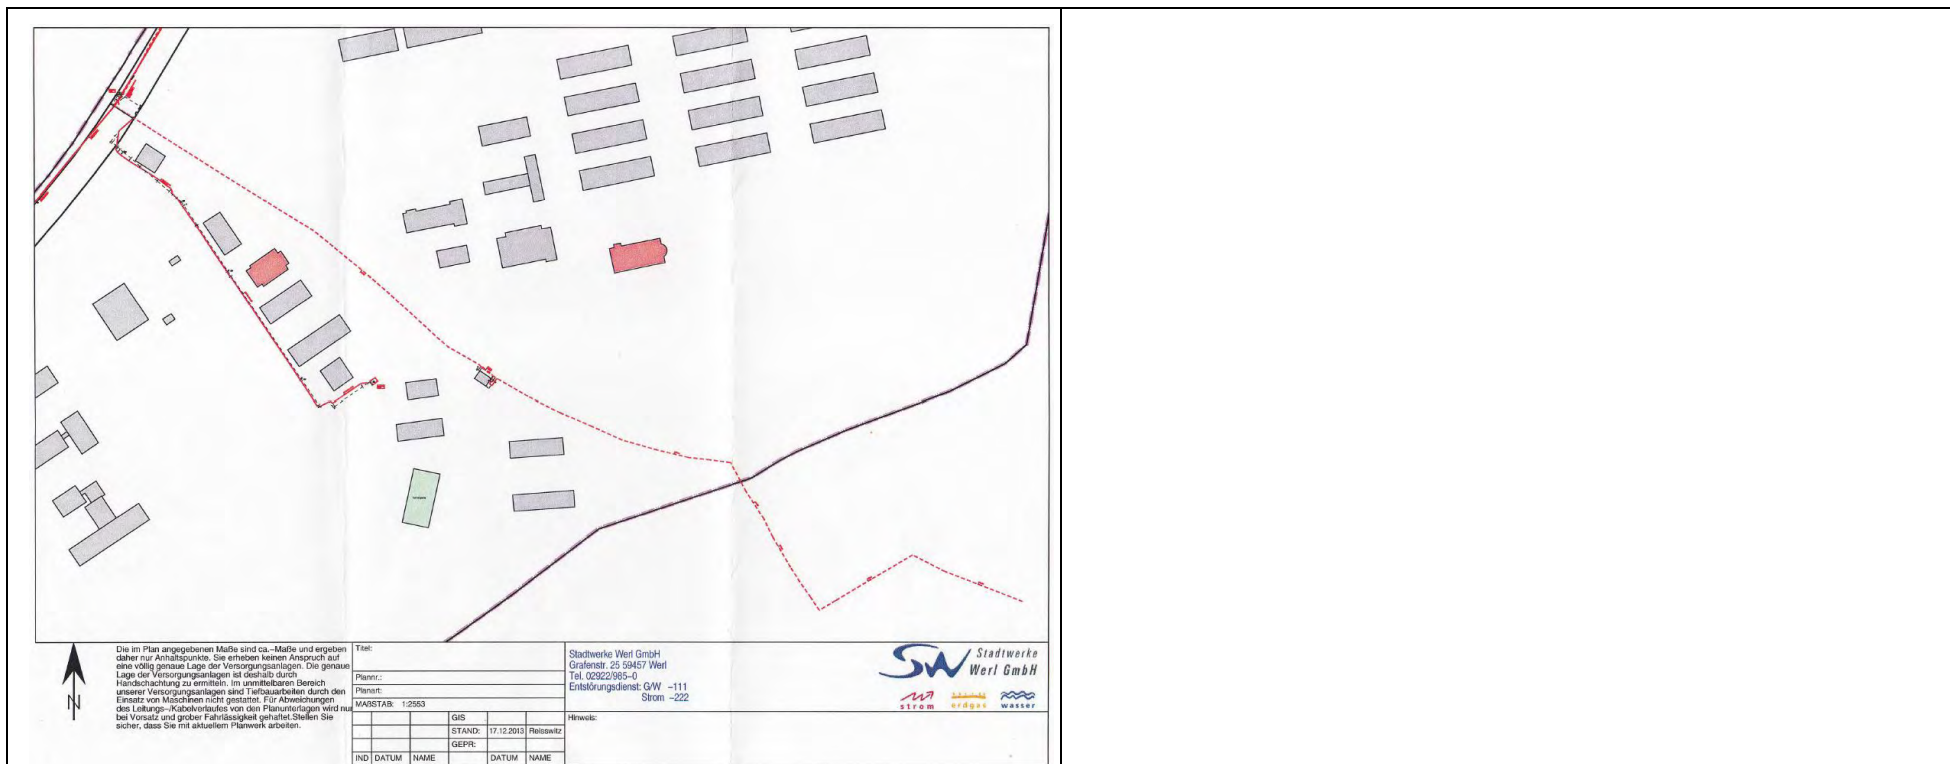 Die im Plan angegebenen Maße sind ca.–Maße und ergeben
daher nur Anhaltspunkte. Sie erheben keinen Anspruch auf
eine völlig genaue Lage der Versorgungsanlagen. Die genaue
Lage der Versorgungsanlagen ist deshalb durch
Handschachtung zu ermitteln. Im unmittelbaren Bereich
unserer Versorgungsanlagen sind Tiefbauarbeiten durch den
Einsatz von Maschinen nicht gestattet. Für Abweichungen
des Leitungs–/Kabelverlaufes von den Planunterlagen wird nur
bei Vorsatz und grober Fahrlässigkeit gehaftet.Stellen Sie
sicher, dass Sie mit aktuellem Planwerk arbeiten.
N
Titel:
Plannr.:
Planart:
MAßSTAB: 1:2553
GIS
STAND: 17.12.2013 Reisswitz
GEPR:
IND DATUM NAME DATUM NAME
Stadtwerke Werl GmbH
Grafenstr. 25 59457 Werl
Tel. 02922/985–0
Entstörungsdienst: G/W –111
Strom –222
Hinweis:
SW Stadtwerke
Werl GmbH
strom erdgas wasser